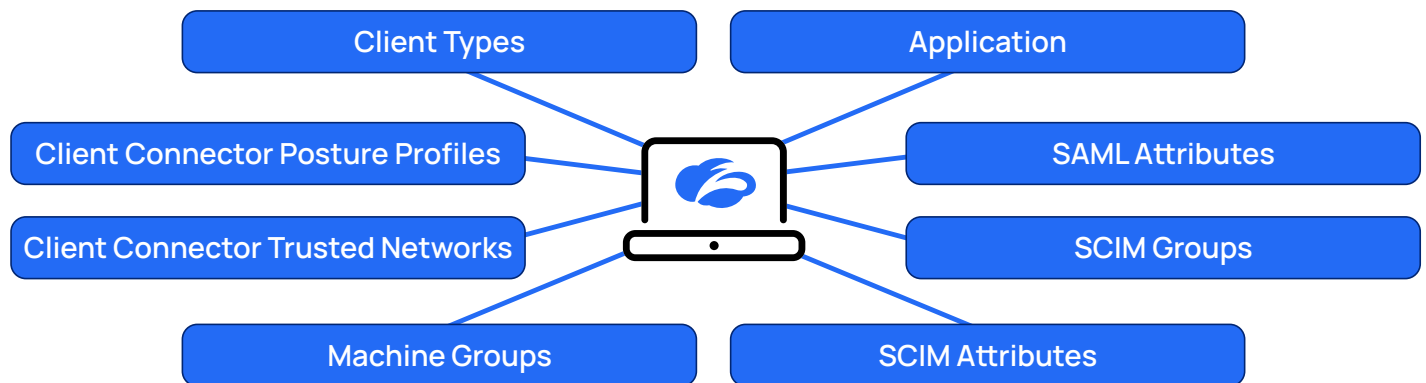 Client Types
Application
Client Connector Posture Profiles
SAML Attributes
Client Connector Trusted Networks
SCIM Groups
Machine Groups
SCIM Attributes